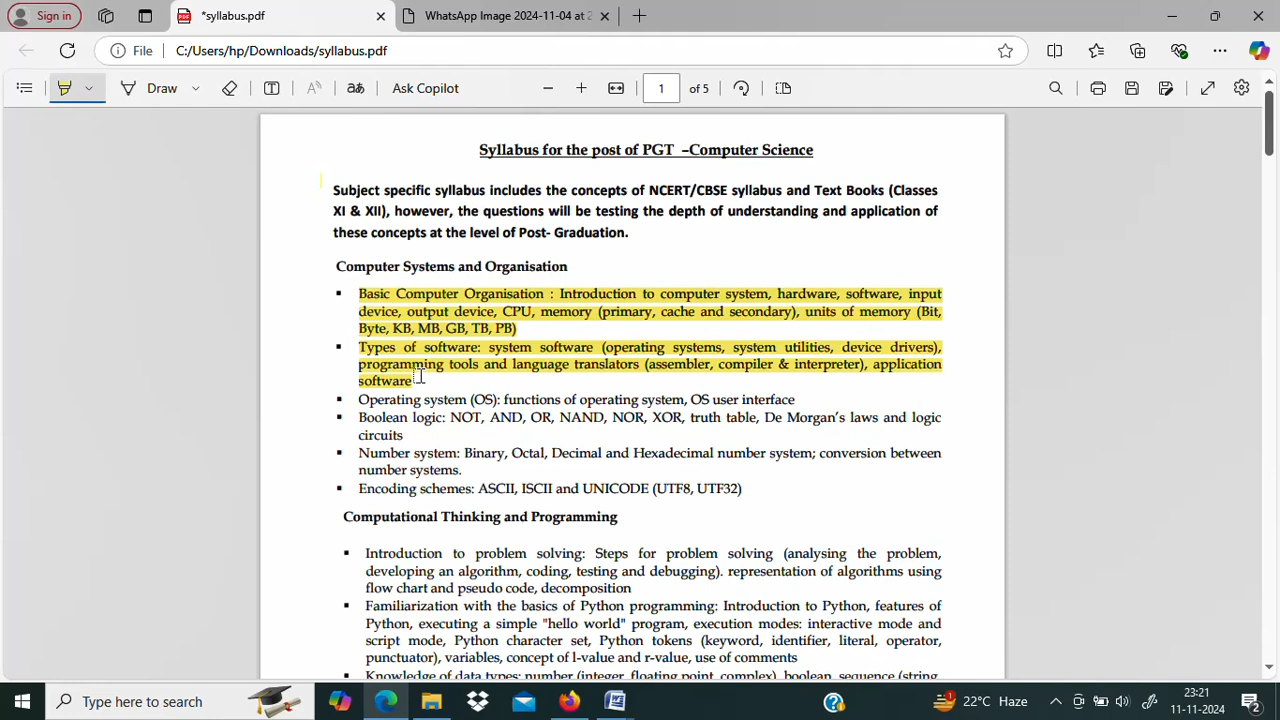 Sign in
*syllabus.pdf
WhatsApp Image 2024-11-04 at 2
File
C:/Users/hp/Downloads/syllabus.pdf
Draw
Ask Copilot
1 of 5
Syllabus for the post of PGT –Computer Science
Subject specific syllabus includes the concepts of NCERT/CBSE syllabus and Text Books (Classes
XI & XII), however, the questions will be testing the depth of understanding and application of
these concepts at the level of Post- Graduation.
Computer Systems and Organisation
▪ Basic Computer Organisation : Introduction to computer system, hardware, software, input
device, output device, CPU, memory (primary, cache and secondary), units of memory (Bit,
Byte, KB, MB, GB, TB, PB)
▪ Types of software: system software (operating systems, system utilities, device drivers),
programming tools and language translators (assembler, compiler & interpreter), application
software
▪ Operating system (OS): functions of operating system, OS user interface
▪ Boolean logic: NOT, AND, OR, NAND, NOR, XOR, truth table, De Morgan’s laws and logic
circuits
▪ Number system: Binary, Octal, Decimal and Hexadecimal number system; conversion between
number systems.
▪ Encoding schemes: ASCII, ISCII and UNICODE (UTF8, UTF32)
Computational Thinking and Programming
▪ Introduction to problem solving: Steps for problem solving (analysing the problem,
developing an algorithm, coding, testing and debugging). representation of algorithms using
flow chart and pseudo code, decomposition
▪ Familiarization with the basics of Python programming: Introduction to Python, features of
Python, executing a simple "hello world" program, execution modes: interactive mode and
script mode, Python character set, Python tokens (keyword, identifier, literal, operator,
punctuator), variables, concept of l-value and r-value, use of comments
▪ Knowledge of data types: number (integer, floating point, complex), boolean, sequence (string,
Type here to search
22°C Haze
23:21
11-11-2024